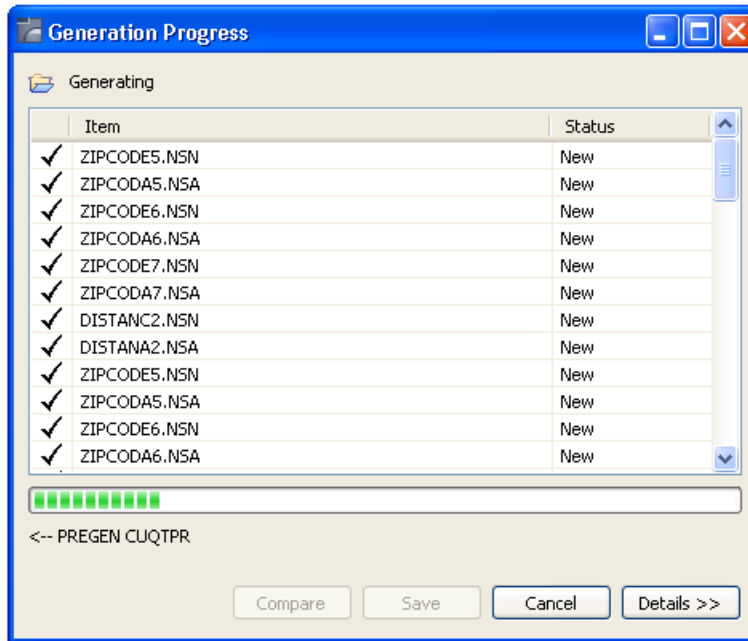 Generation Progress
Generating
Item Status
ZIPCODE5.NSN New
ZIPCODA5.NSA New
ZIPCODE6.NSN New
ZIPCODA6.NSA New
ZIPCODE7.NSN New
ZIPCODA7.NSA New
DISTANC2.NSN New
DISTANA2.NSA New
ZIPCODE5.NSN New
ZIPCODA5.NSA New
ZIPCODE6.NSN New
ZIPCODA6.NSA New
<-- PREGEN CUQTPR
Compare Save Cancel Details >>